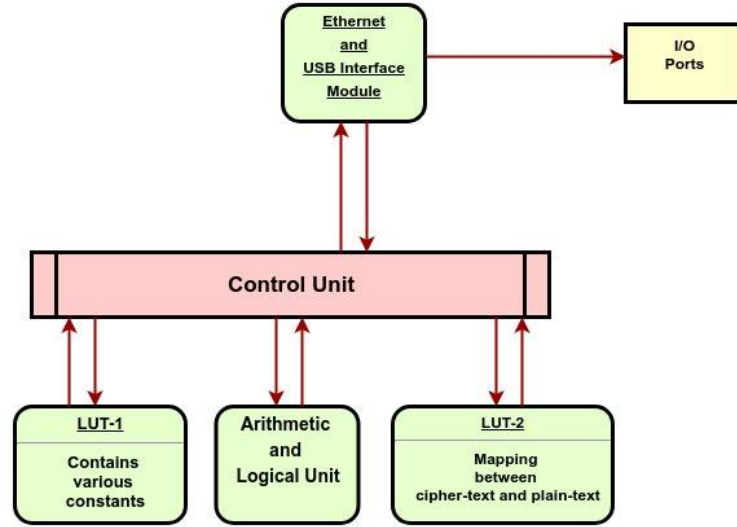 Ethernet
and
USB Interface
Module
I/O
Ports
Control Unit
LUT-1
Contains
various
constants
Arithmetic
and
Logical Unit
LUT-2
Mapping
between
cipher-text and plain-text